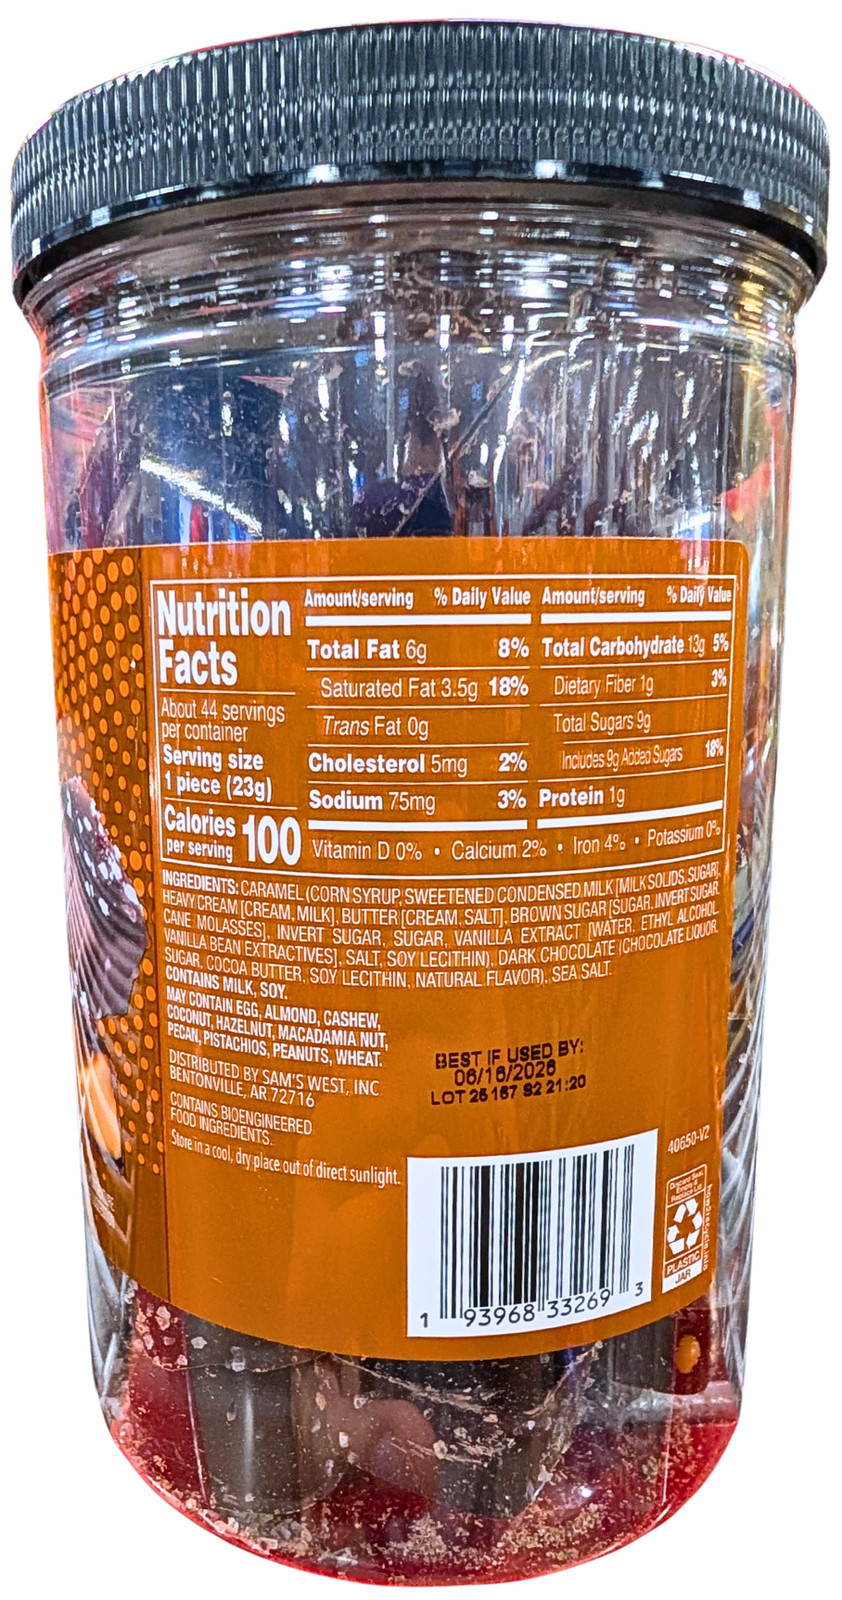 Nutrition
Facts
About 44 servings
per container
Serving size
1 piece (23g)
Calories
per serving 100
Amount/serving % Daily Value
Total Fat 6g 8%
Saturated Fat 3.5g 18%
Trans Fat 0g
Cholesterol 5mg 2%
Sodium 75mg 3%
Amount/serving % Daily Value
Total Carbohydrate 13g 5%
Dietary Fiber 1g 3%
Total Sugars 9g
Includes 9g Added Sugars 18%
Protein 1g
Vitamin D 0% • Calcium 2% • Iron 4% • Potassium 0%
INGREDIENTS: CARAMEL (CORN SYRUP, SWEETENED CONDENSED MILK [MILK SOLIDS, SUGAR],
HEAVY CREAM [CREAM, MILK], BUTTER [CREAM, SALT], BROWN SUGAR [SUGAR, INVERT SUGAR,
CANE MOLASSES], INVERT SUGAR, SUGAR, VANILLA EXTRACT [WATER, ETHYL ALCOHOL,
VANILLA BEAN EXTRACTIVES], SALT, SOY LECITHIN), DARK CHOCOLATE (CHOCOLATE LIQUOR,
SUGAR, COCOA BUTTER, SOY LECITHIN, NATURAL FLAVOR), SEA SALT.
CONTAINS MILK, SOY.
MAY CONTAIN EGG, ALMOND, CASHEW,
COCONUT, HAZELNUT, MACADAMIA NUT,
PECAN, PISTACHIOS, PEANUTS, WHEAT.
DISTRIBUTED BY SAM'S WEST, INC
BENTONVILLE, AR 72716
CONTAINS BIOENGINEERED
FOOD INGREDIENTS.
Store in a cool, dry place out of direct sunlight.
BEST IF USED BY:
06/16/2026
LOT 25167 S2 21:20
40650-V2
Discard Seal,
Empty &
Replace Lid
PLASTIC
JAR
how2recycle.info
1 93968 33269 3